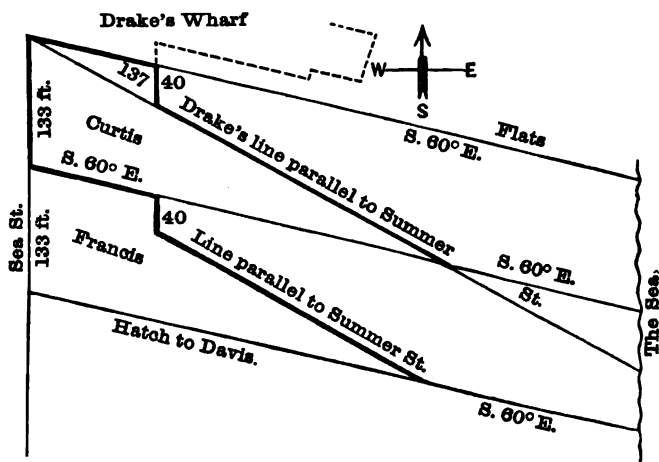 Drake's Wharf
W E
S
137
40
133 ft.
Curtis
Drake's line parallel to Summer St.
Flats
S. 60° E.
S. 60° E.
Sea St.
133 ft.
Francis
40
Line parallel to Summer St.
S. 60° E.
The Sea,
Hatch to Davis.
S. 60° E.